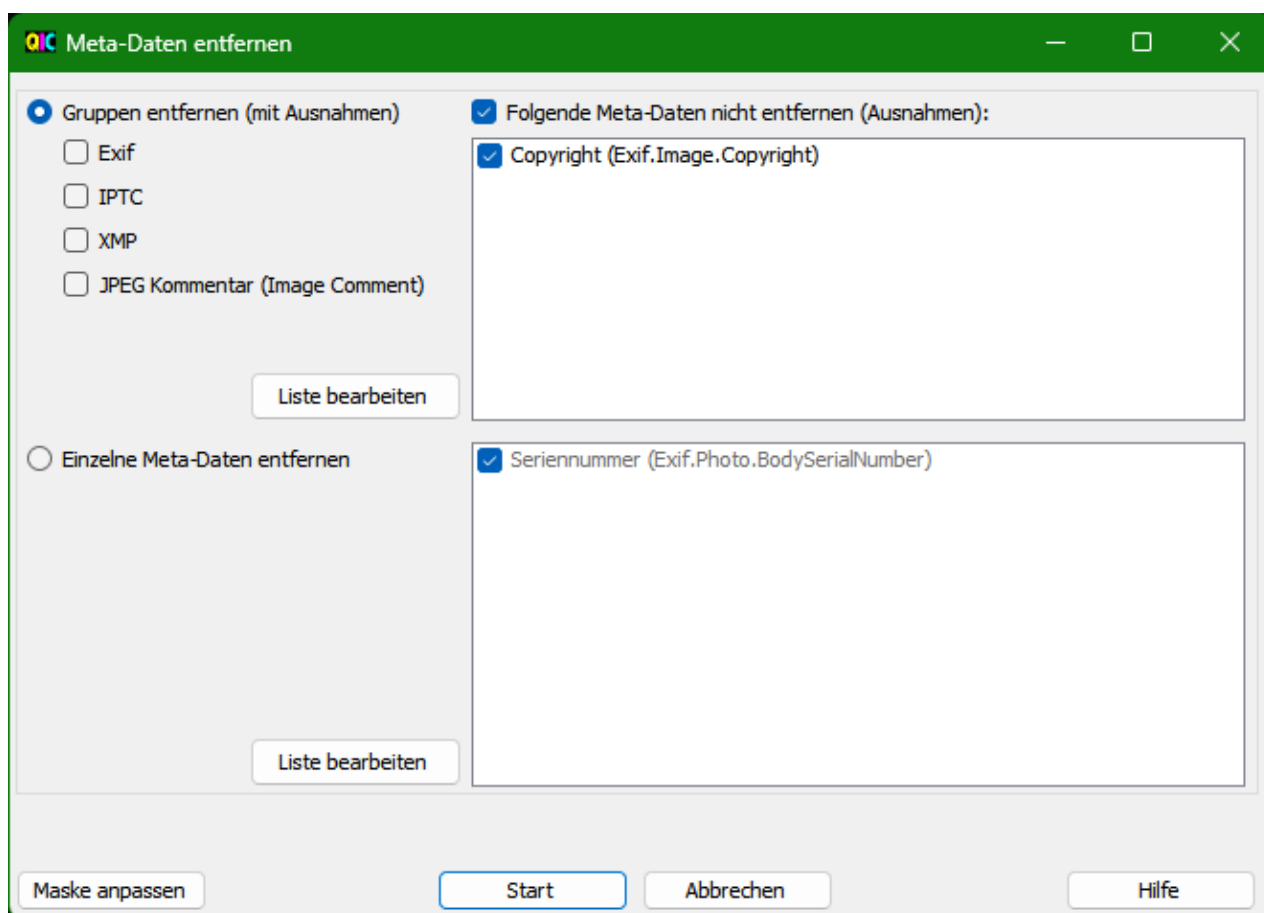 QIC Meta-Daten entfernen
Gruppen entfernen (mit Ausnahmen)
Folgende Meta-Daten nicht entfernen (Ausnahmen):
Exif
Copyright (Exif.Image.Copyright)
IPTC
XMP
JPEG Kommentar (Image Comment)
Liste bearbeiten
Einzelne Meta-Daten entfernen
Seriennummer (Exif.Photo.BodySerialNumber)
Liste bearbeiten
Maske anpassen
Start
Abbrechen
Hilfe